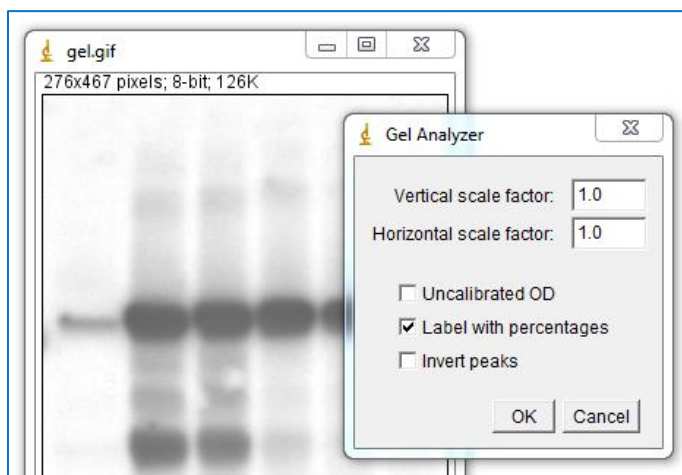 gel.gif
276x467 pixels; 8-bit; 126K
Gel Analyzer
Vertical scale factor: 1.0
Horizontal scale factor: 1.0
Uncalibrated OD
Label with percentages
Invert peaks
OK Cancel